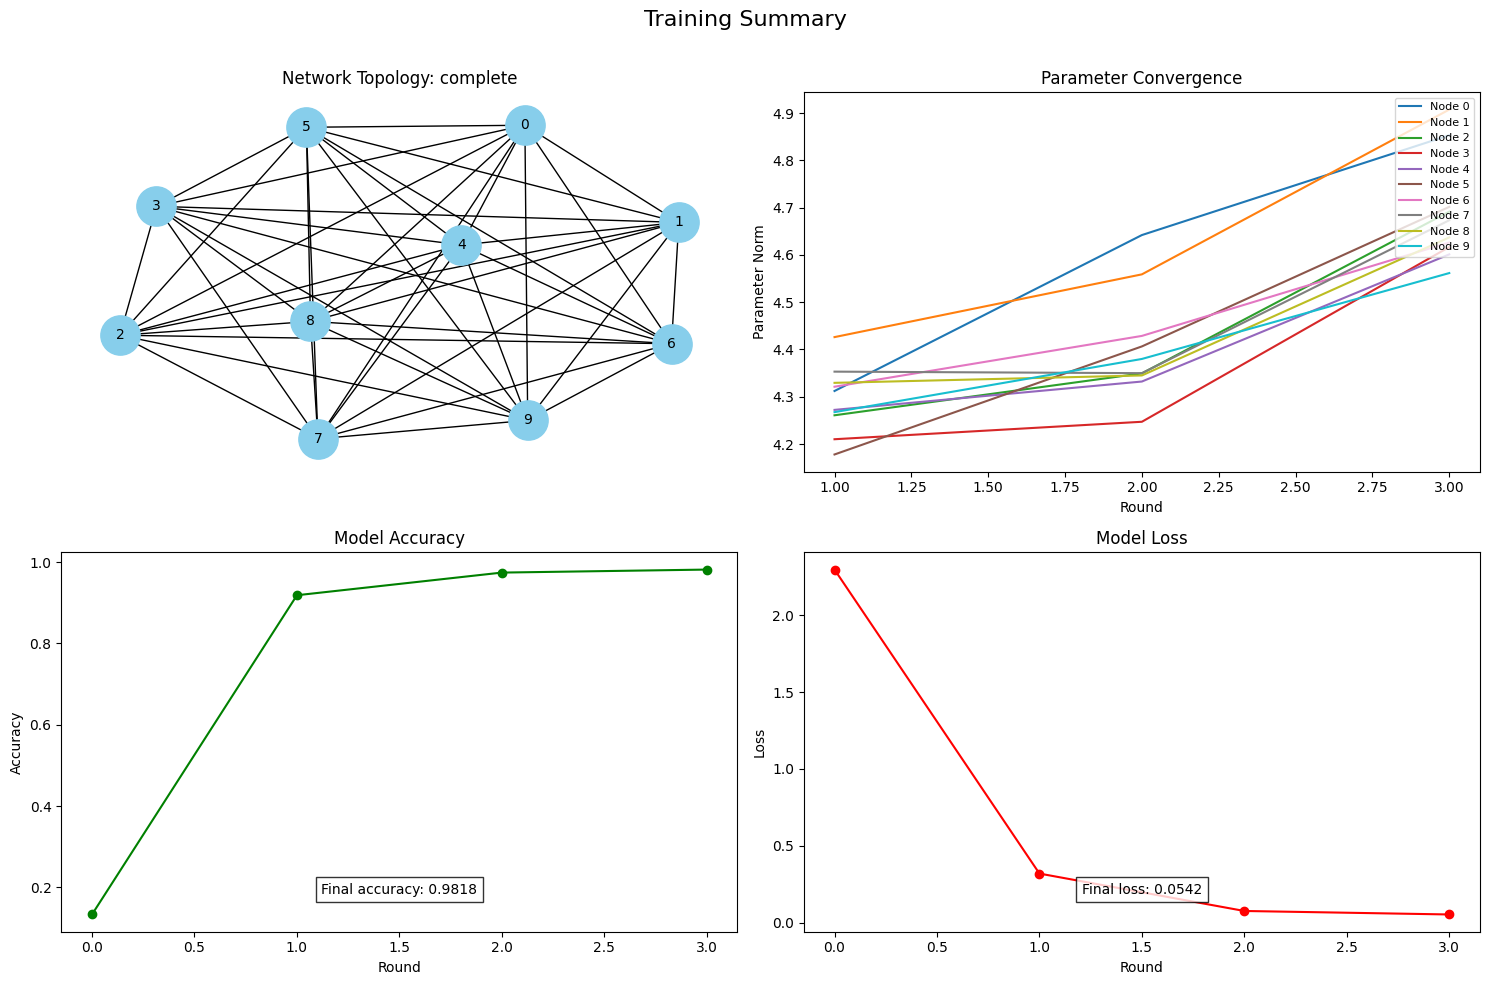 Training Summary
Network Topology: complete
5
0
3
1
4
8
2
6
9
7
Parameter Convergence
Parameter Norm
4.9
4.8
4.7
4.6
4.5
4.4
4.3
4.2
Node 0
Node 1
Node 2
Node 3
Node 4
Node 5
Node 6
Node 7
Node 8
Node 9
1.00 1.25 1.50 1.75 2.00 2.25 2.50 2.75 3.00
Round
Model Accuracy
Accuracy
1.0
0.8
0.6
0.4
0.2
Final accuracy: 0.9818
0.0 0.5 1.0 1.5 2.0 2.5 3.0
Round
Model Loss
Loss
2.0
1.5
1.0
0.5
0.0
Final loss: 0.0542
0.0 0.5 1.0 1.5 2.0 2.5 3.0
Round